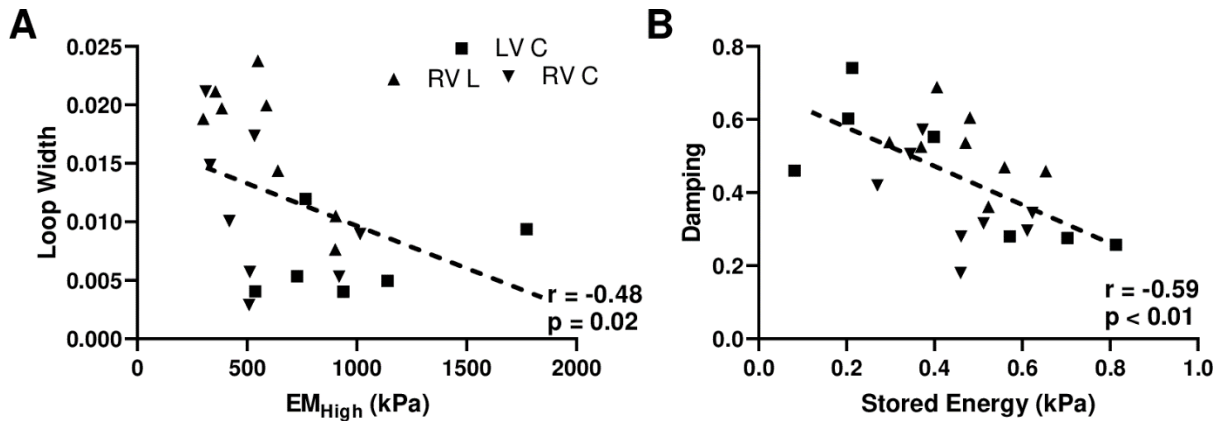 A
B
0.025
0.020
0.015
0.010
0.005
0.000
Loop Width
LV C
RV L
RV C
r = -0.48
p = 0.02
0
500
1000
1500
2000
EMHigh (kPa)
0.8
0.6
0.4
0.2
0.0
Damping
r = -0.59
p < 0.01
0.0
0.2
0.4
0.6
0.8
1.0
Stored Energy (kPa)